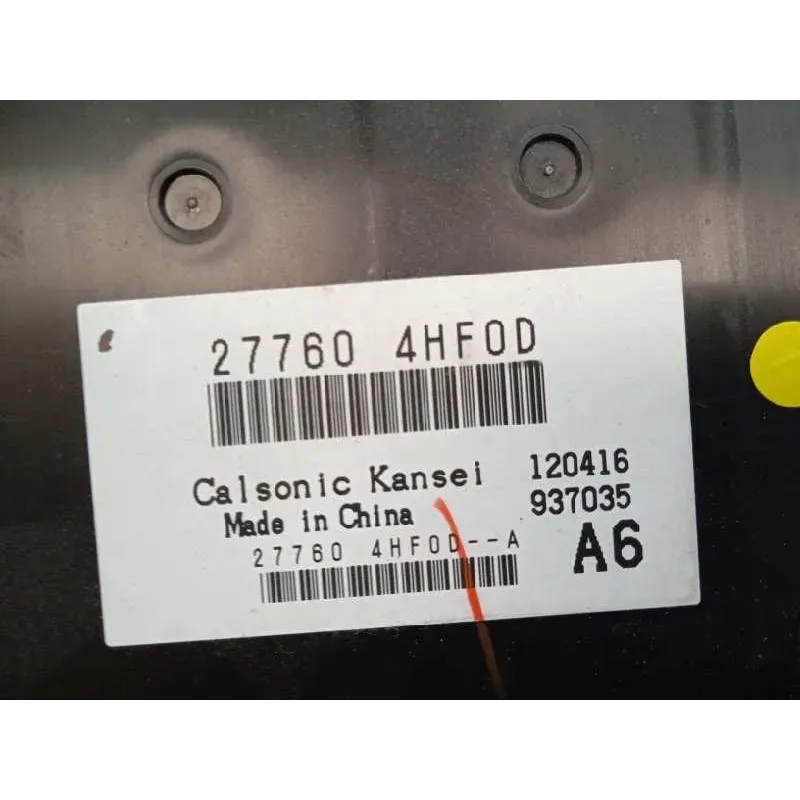 27760 4HF0D
Calsonic Kansei 120416
Made in China 937035
27760 4HF0D--A A6